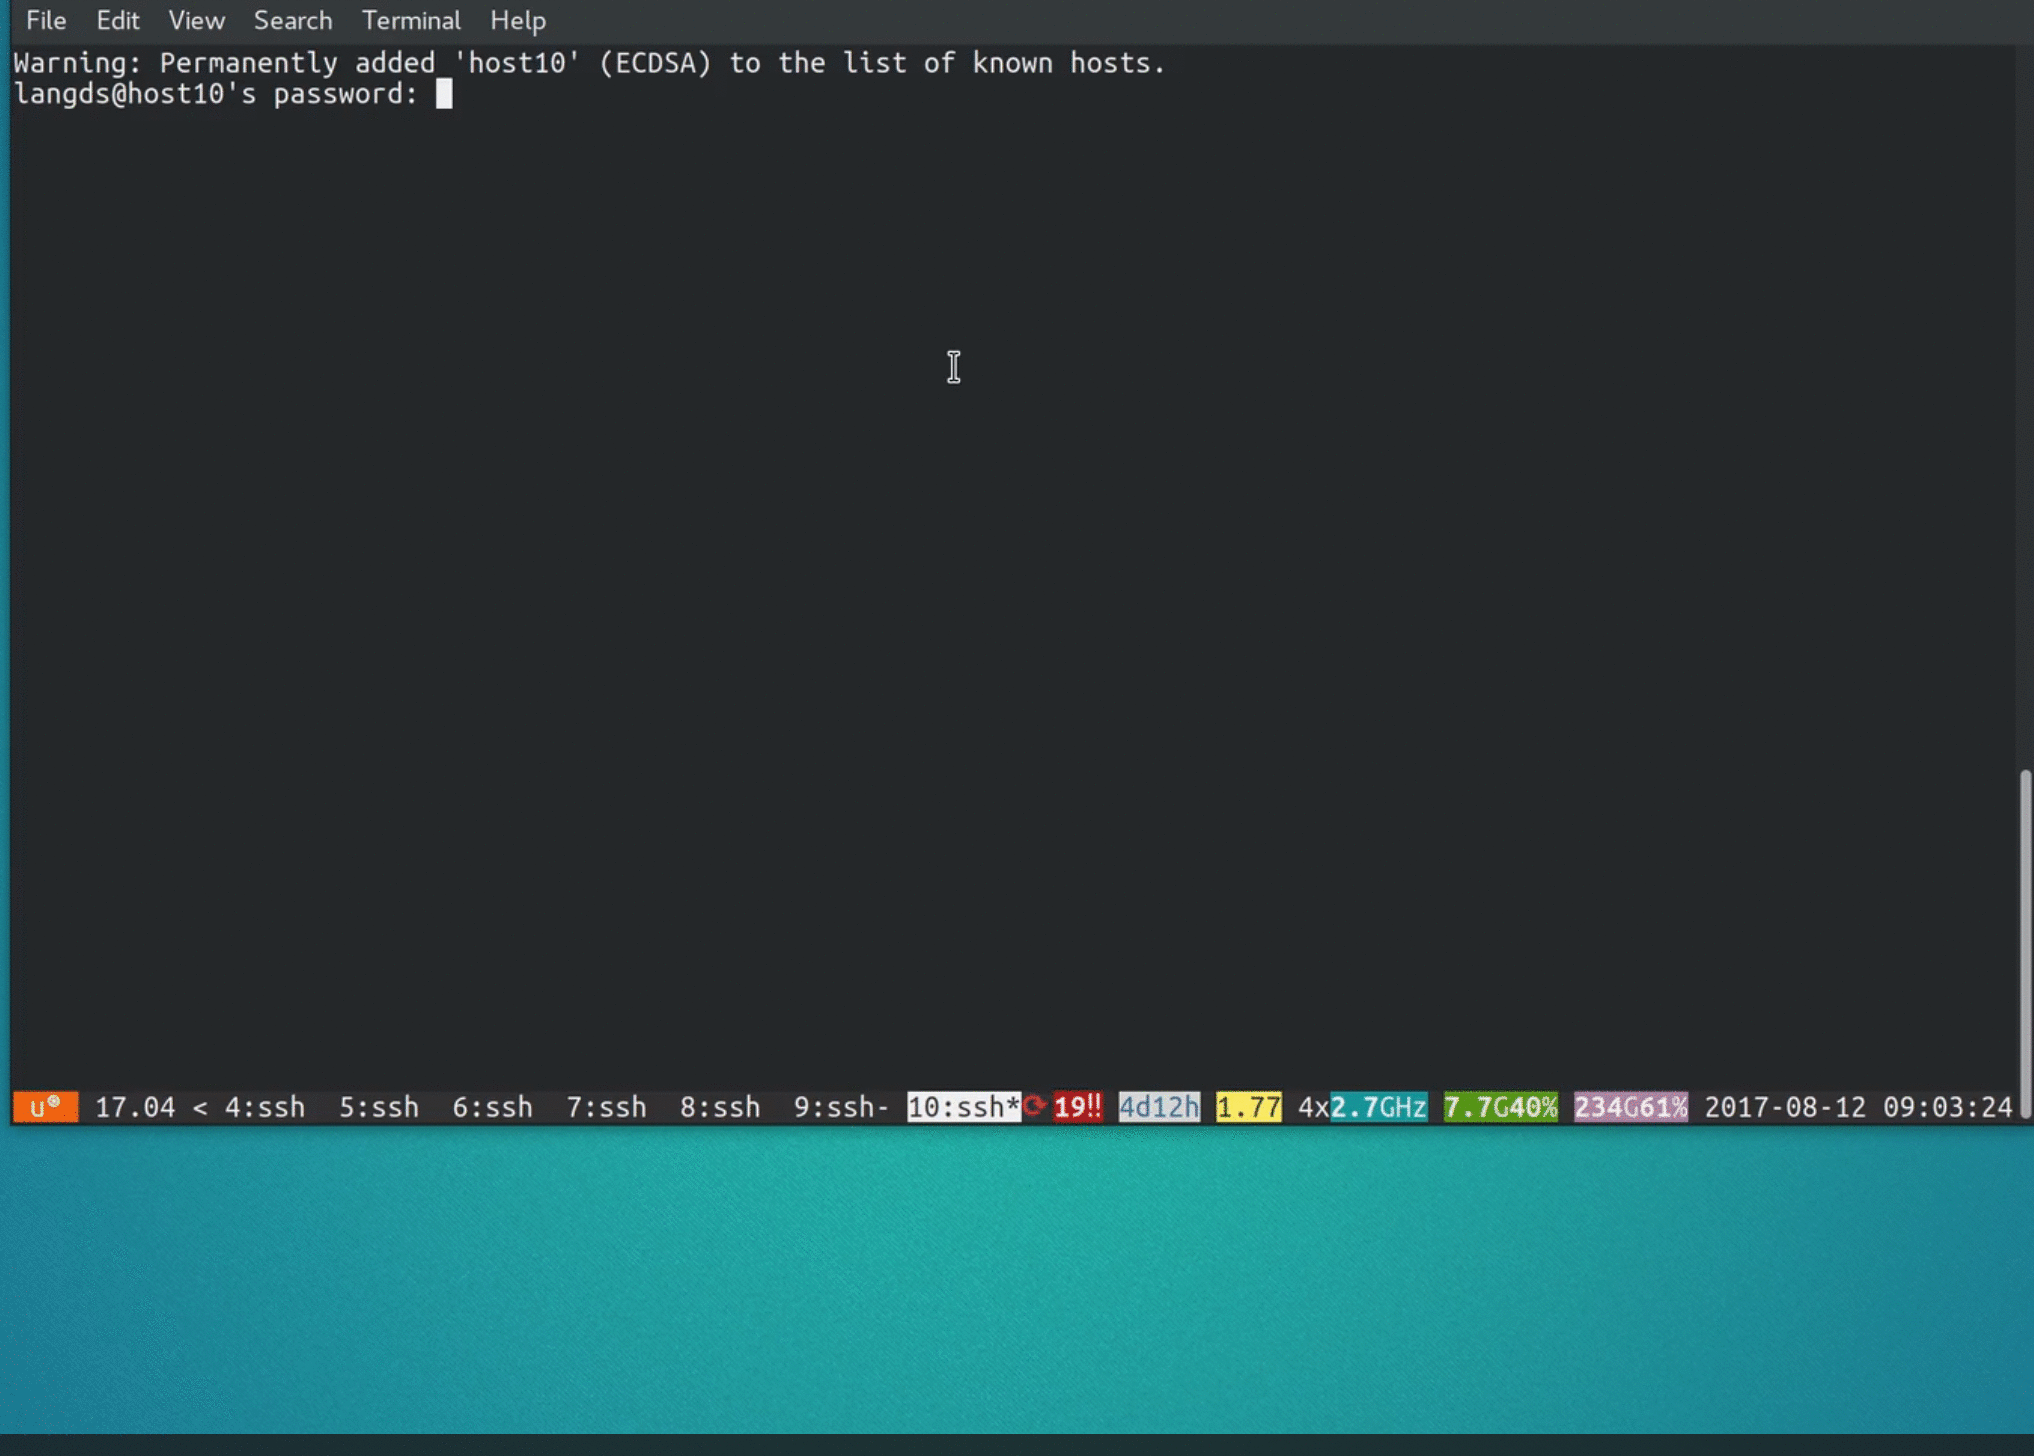 File Edit View Search Terminal Help
Warning: Permanently added 'host10' (ECDSA) to the list of known hosts.
langds@host10's password:
u 17.04 < 4:ssh 5:ssh 6:ssh 7:ssh 8:ssh 9:ssh- 10:ssh* 19!! 4d12h 1.77 4x2.7GHz 7.7G40% 234G61% 2017-08-12 09:03:24